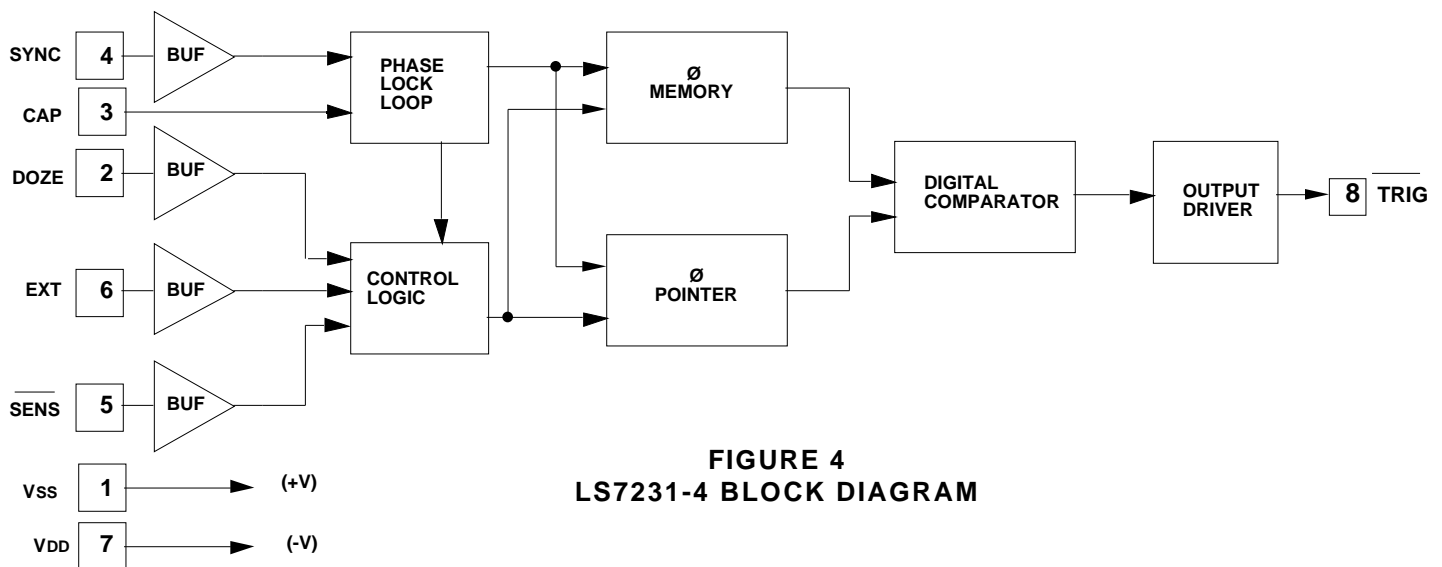 SYNC 4 BUF
CAP 3
DOZE 2 BUF
EXT 6 BUF
SENS 5 BUF
VSS 1 (+V)
VDD 7 (-V)
PHASE
LOCK
LOOP
CONTROL
LOGIC
Ø
MEMORY
Ø
POINTER
DIGITAL
COMPARATOR
OUTPUT
DRIVER
8 TRIG
FIGURE 4
LS7231-4 BLOCK DIAGRAM